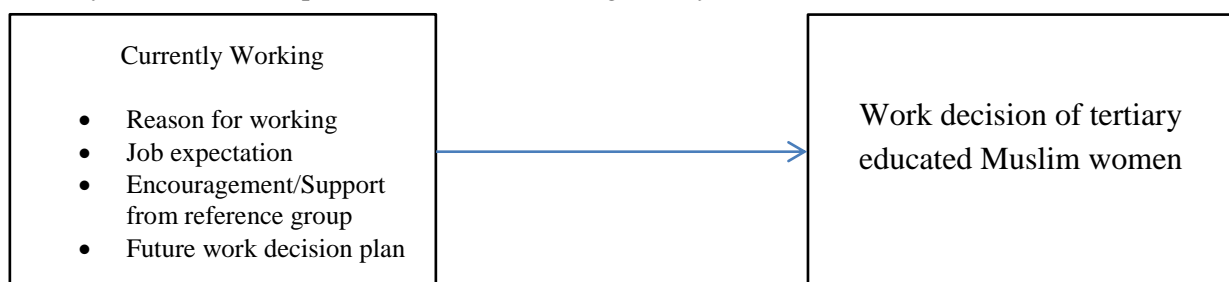 Currently Working
• Reason for working
• Job expectation
• Encouragement/Support
from reference group
• Future work decision plan
Work decision of tertiary
educated Muslim women